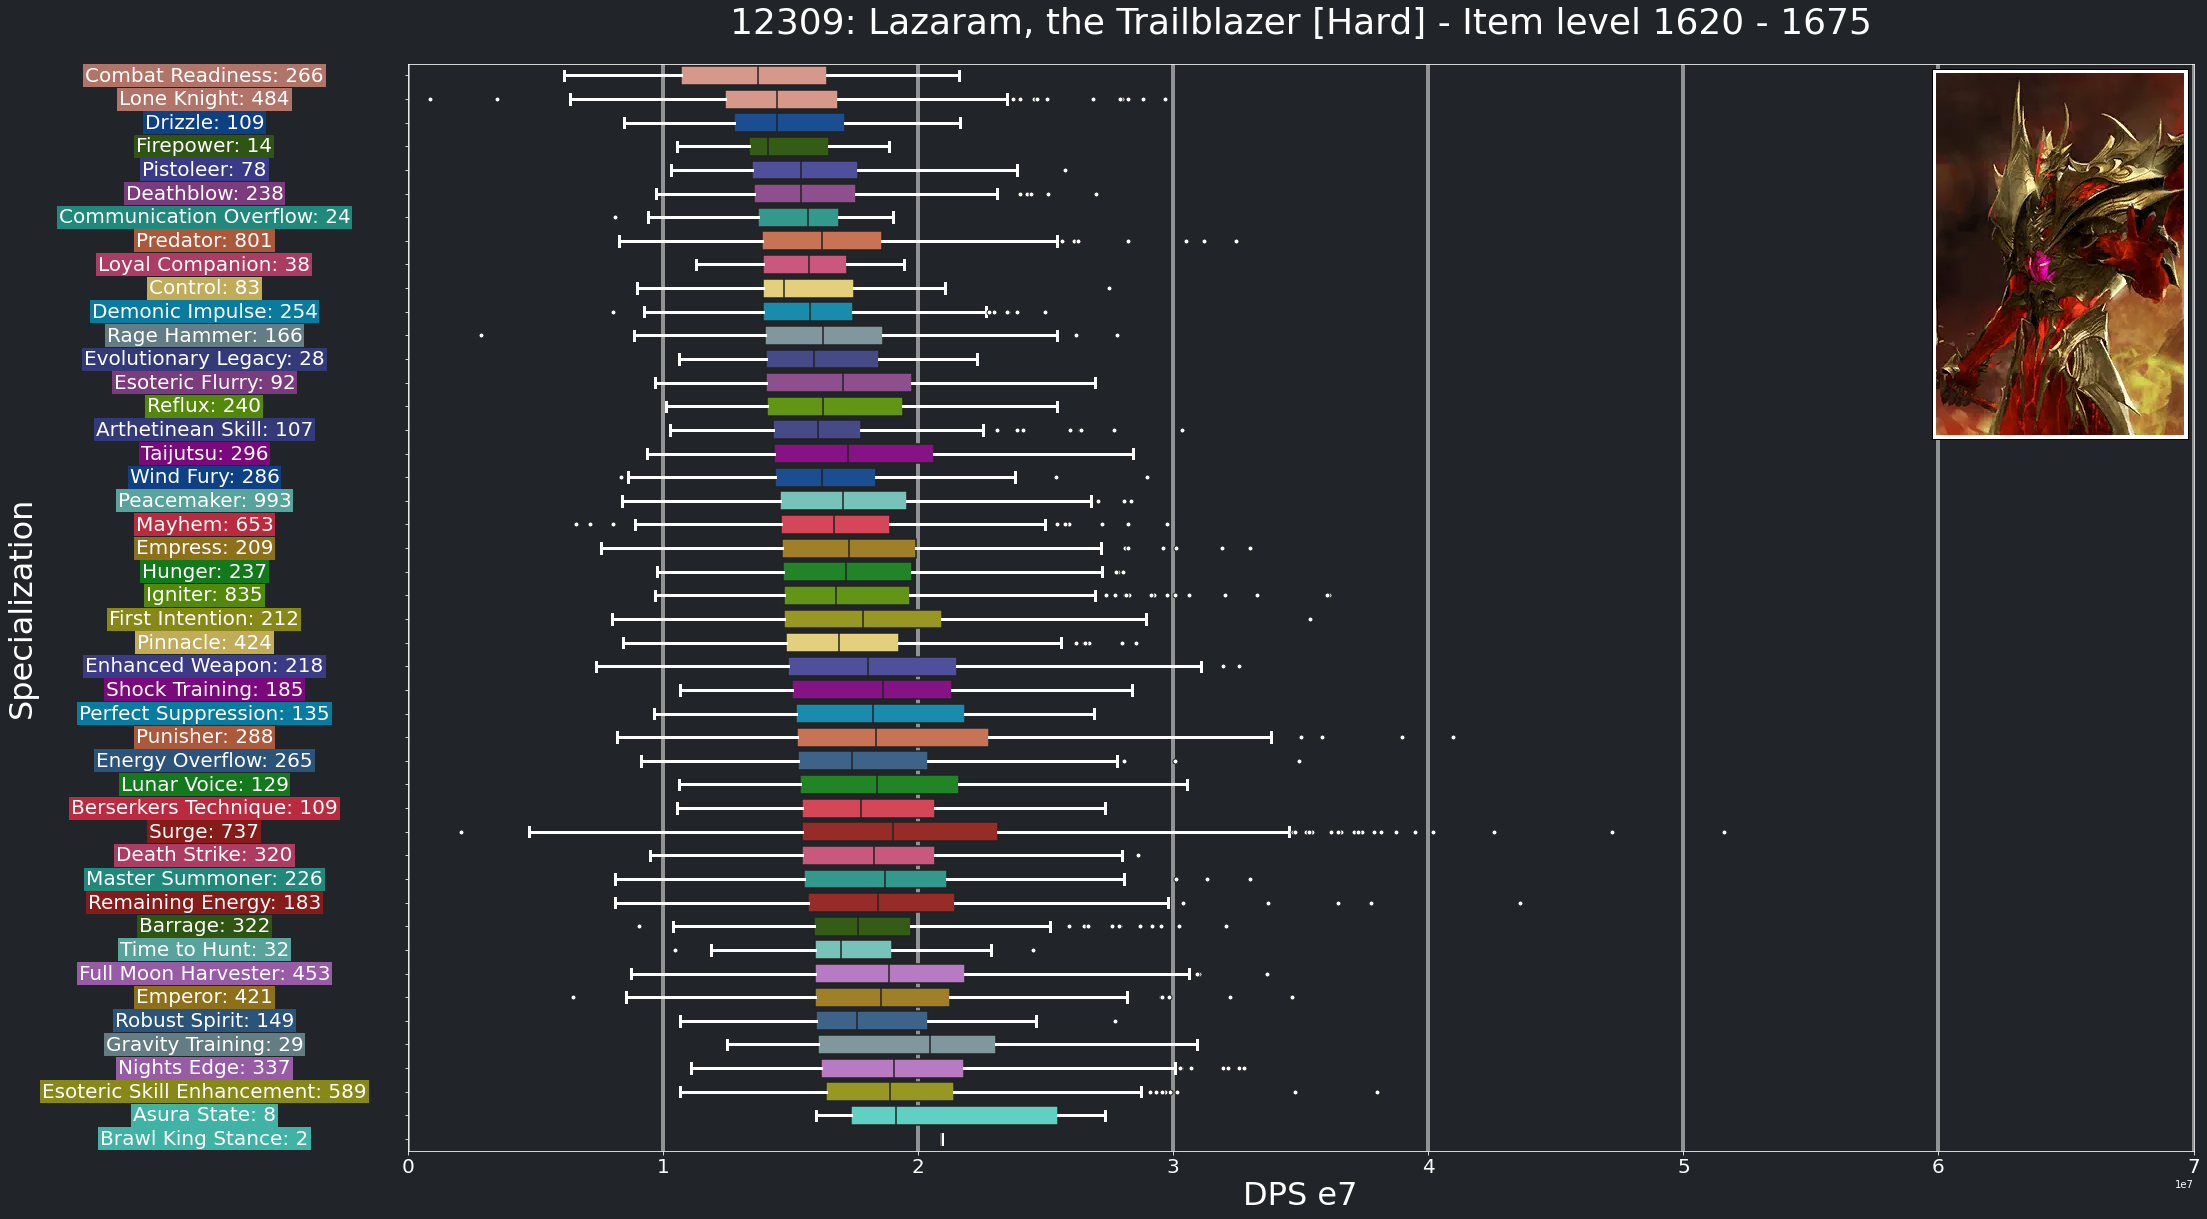 12309: Lazaram, the Trailblazer [Hard] - Item level 1620 - 1675
Specialization
Combat Readiness: 266
Lone Knight: 484
Drizzle: 109
Firepower: 14
Pistoleer: 78
Deathblow: 238
Communication Overflow: 24
Predator: 801
Loyal Companion: 38
Control: 83
Demonic Impulse: 254
Rage Hammer: 166
Evolutionary Legacy: 28
Esoteric Flurry: 92
Reflux: 240
Arthetinean Skill: 107
Taijutsu: 296
Wind Fury: 286
Peacemaker: 993
Mayhem: 653
Empress: 209
Hunger: 237
Igniter: 835
First Intention: 212
Pinnacle: 424
Enhanced Weapon: 218
Shock Training: 185
Perfect Suppression: 135
Punisher: 288
Energy Overflow: 265
Lunar Voice: 129
Berserkers Technique: 109
Surge: 737
Death Strike: 320
Master Summoner: 226
Remaining Energy: 183
Barrage: 322
Time to Hunt: 32
Full Moon Harvester: 453
Emperor: 421
Robust Spirit: 149
Gravity Training: 29
Nights Edge: 337
Esoteric Skill Enhancement: 589
Asura State: 8
Brawl King Stance: 2
0 1 2 3 4 5 6 7
1e7
DPS e7